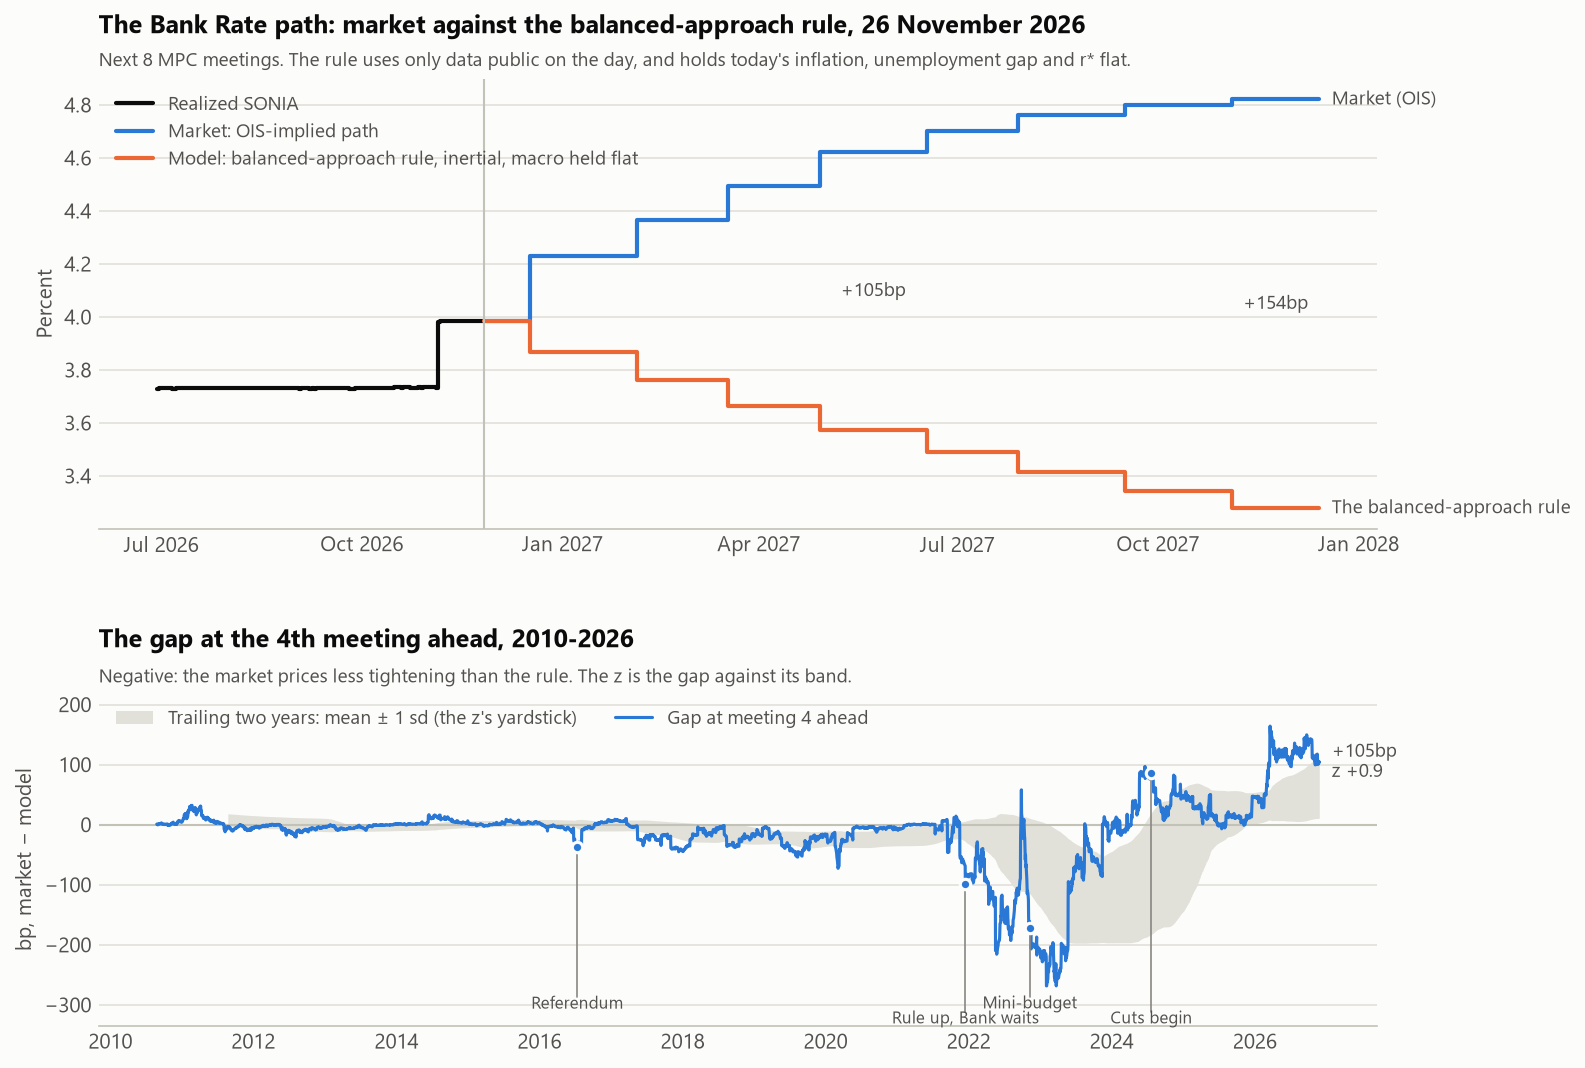 The Bank Rate path: market against the balanced-approach rule, 26 November 2026
Next 8 MPC meetings. The rule uses only data public on the day, and holds today's inflation, unemployment gap and r* flat.
Realized SONIA
Market: OIS-implied path
Model: balanced-approach rule, inertial, macro held flat
Percent
4.8
4.6
4.4
4.2
4.0
3.8
3.6
3.4
Market (OIS)
+105bp
+154bp
The balanced-approach rule
Jul 2026
Oct 2026
Jan 2027
Apr 2027
Jul 2027
Oct 2027
Jan 2028
The gap at the 4th meeting ahead, 2010-2026
Negative: the market prices less tightening than the rule. The z is the gap against its band.
Trailing two years: mean ± 1 sd (the z's yardstick)
Gap at meeting 4 ahead
bp, market − model
200
100
0
−100
−200
−300
+105bp
z +0.9
Referendum
Mini-budget
Rule up, Bank waits
Cuts begin
2010
2012
2014
2016
2018
2020
2022
2024
2026